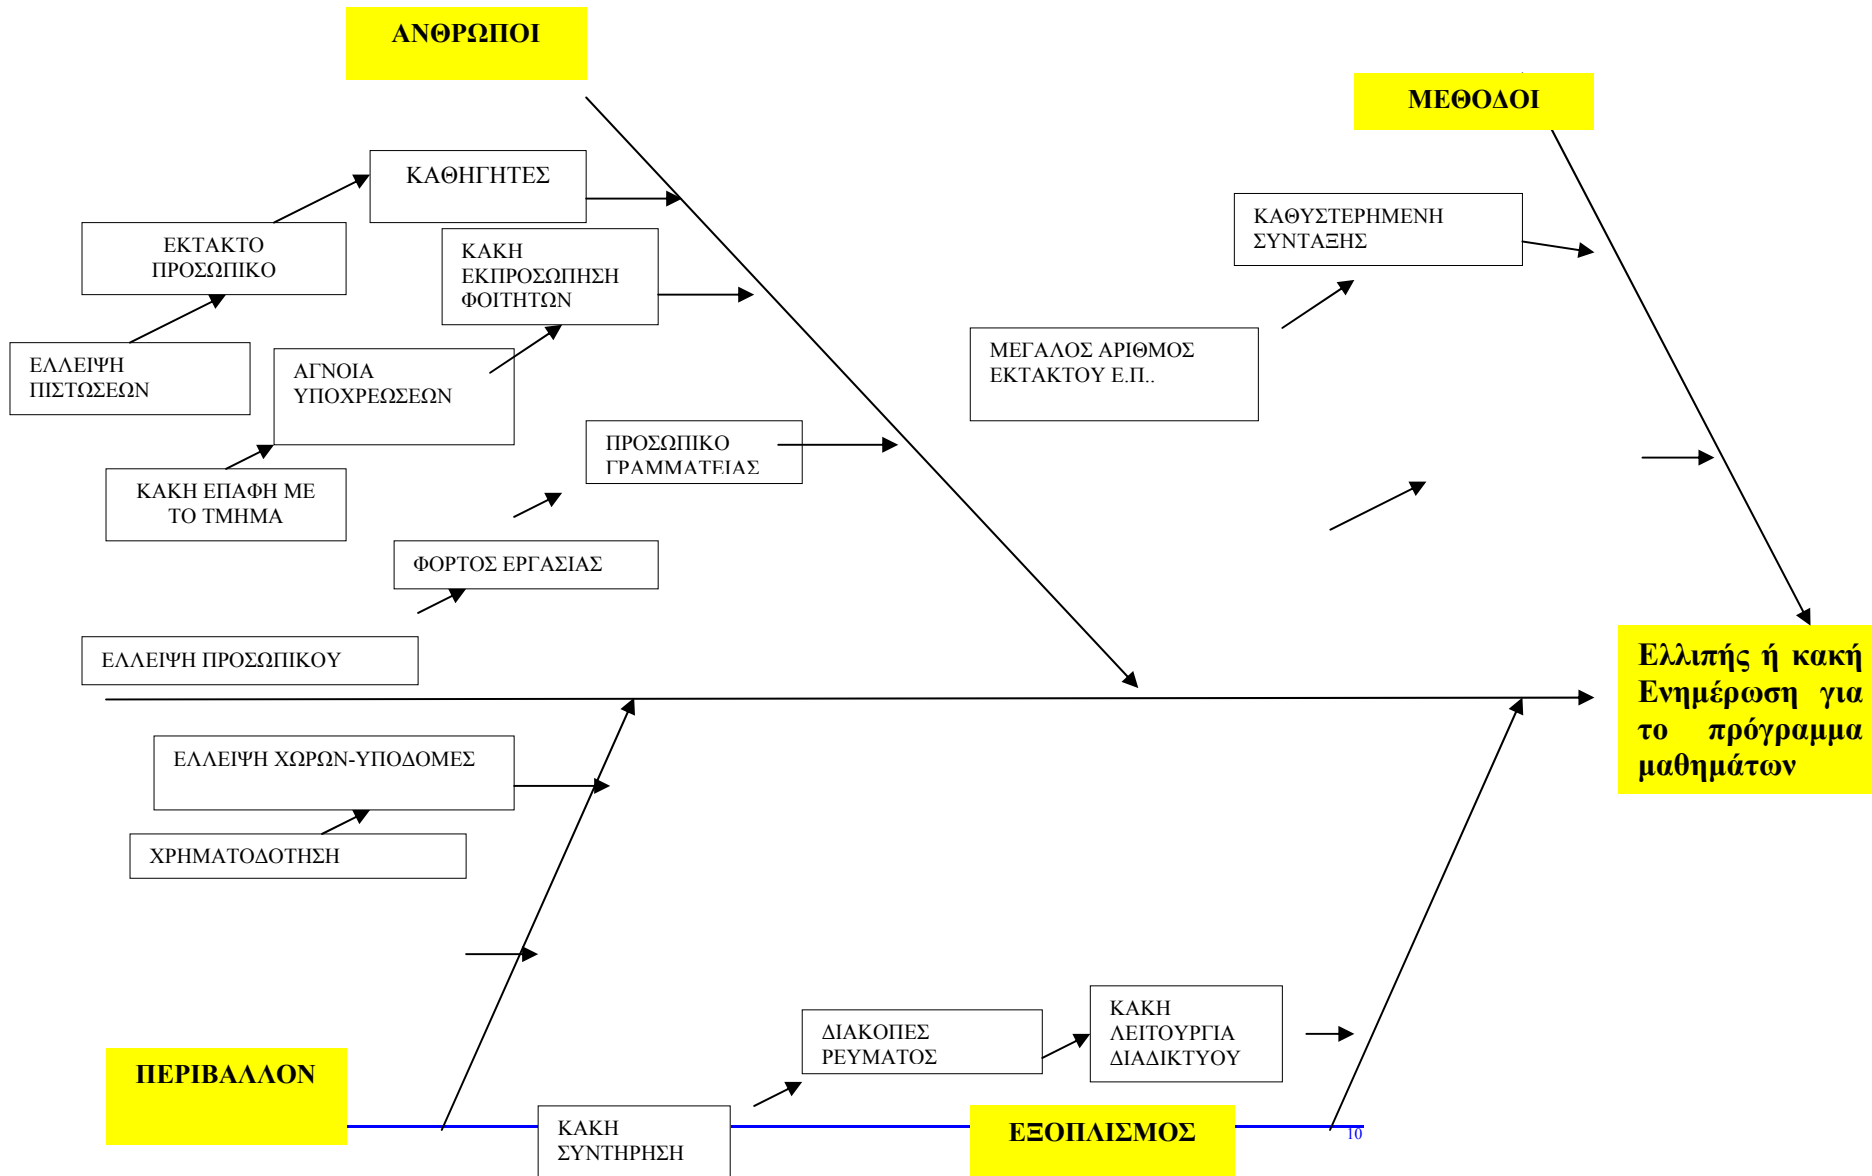 ΑΝΘΡΩΠΟΙ
ΜΕΘΟΔΟΙ
ΚΑΘΗΓΗΤΕΣ
ΕΚΤΑΚΤΟ
ΠΡΟΣΩΠΙΚΟ
ΚΑΚΗ
ΕΚΠΡΟΣΩΠΗΣΗ
ΦΟΙΤΗΤΩΝ
ΚΑΘΥΣΤΕΡΗΜΕΝΗ
ΣΥΝΤΑΞΗΣ
ΕΛΛΕΙΨΗ
ΠΙΣΤΩΣΕΩΝ
ΑΓΝΟΙΑ
ΥΠΟΧΡΕΩΣΕΩΝ
ΜΕΓΑΛΟΣ ΑΡΙΘΜΟΣ
ΕΚΤΑΚΤΟΥ Ε.Π..
ΠΡΟΣΩΠΙΚΟ
ΓΡΑΜΜΑΤΕΙΑΣ
ΚΑΚΗ ΕΠΑΦΗ ΜΕ
ΤΟ ΤΜΗΜΑ
ΦΟΡΤΟΣ ΕΡΓΑΣΙΑΣ
ΕΛΛΕΙΨΗ ΠΡΟΣΩΠΙΚΟΥ
Ελλιπής ή κακή
Ενημέρωση για
το πρόγραμμα
μαθημάτων
ΕΛΛΕΙΨΗ ΧΩΡΩΝ-ΥΠΟΔΟΜΕΣ
ΧΡΗΜΑΤΟΔΟΤΗΣΗ
ΔΙΑΚΟΠΕΣ
ΡΕΥΜΑΤΟΣ
ΚΑΚΗ
ΛΕΙΤΟΥΡΓΙΑ
ΔΙΑΔΙΚΤΥΟΥ
ΠΕΡΙΒΑΛΛΟΝ
ΚΑΚΗ
ΣΥΝΤΗΡΗΣΗ
ΕΞΟΠΛΙΣΜΟΣ
10